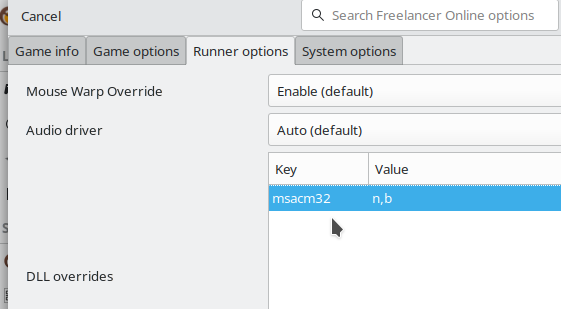 Cancel
Search Freelancer Online options
Game info Game options Runner options System options
Mouse Warp Override Enable (default)
Audio driver Auto (default)
Key Value
msacm32 n,b
DLL overrides